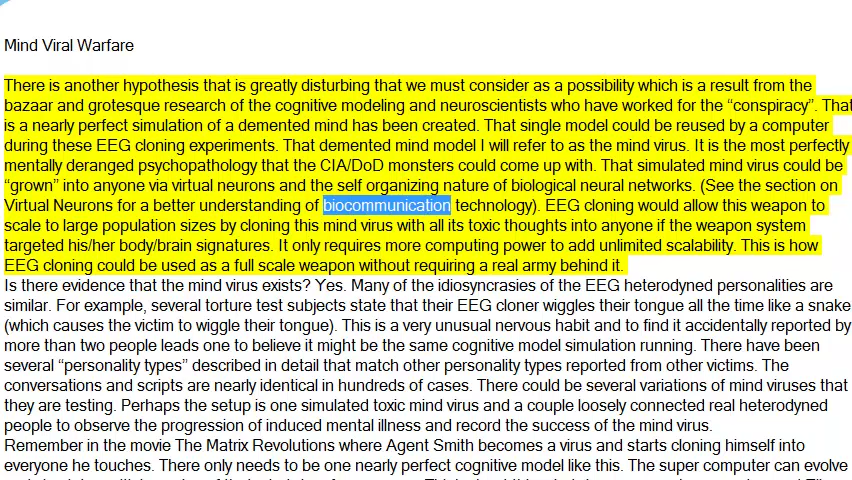 Mind Viral Warfare
There is another hypothesis that is greatly disturbing that we must consider as a possibility which is a result from the
bazaar and grotesque research of the cognitive modeling and neuroscientists who have worked for the “conspiracy”. That
is a nearly perfect simulation of a demented mind has been created. That single model could be reused by a computer
during these EEG cloning experiments. That demented mind model I will refer to as the mind virus. It is the most perfectly
mentally deranged psychopathology that the CIA/DoD monsters could come up with. That simulated mind virus could be
“grown” into anyone via virtual neurons and the self organizing nature of biological neural networks. (See the section on
Virtual Neurons for a better understanding of biocommunication technology). EEG cloning would allow this weapon to
scale to large population sizes by cloning this mind virus with all its toxic thoughts into anyone if the weapon system
targeted his/her body/brain signatures. It only requires more computing power to add unlimited scalability. This is how
EEG cloning could be used as a full scale weapon without requiring a real army behind it.
Is there evidence that the mind virus exists? Yes. Many of the idiosyncrasies of the EEG heterodyned personalities are
similar. For example, several torture test subjects state that their EEG cloner wiggles their tongue all the time like a snake
(which causes the victim to wiggle their tongue). This is a very unusual nervous habit and to find it accidentally reported by
more than two people leads one to believe it might be the same cognitive model simulation running. There have been
several “personality types” described in detail that match other personality types reported from other victims. The
conversations and scripts are nearly identical in hundreds of cases. There could be several variations of mind viruses that
they are testing. Perhaps the setup is one simulated toxic mind virus and a couple loosely connected real heterodyned
people to observe the progression of induced mental illness and record the success of the mind virus.
Remember in the movie The Matrix Revolutions where Agent Smith becomes a virus and starts cloning himself into
everyone he touches. There only needs to be one nearly perfect cognitive model like this. The super computer can evolve